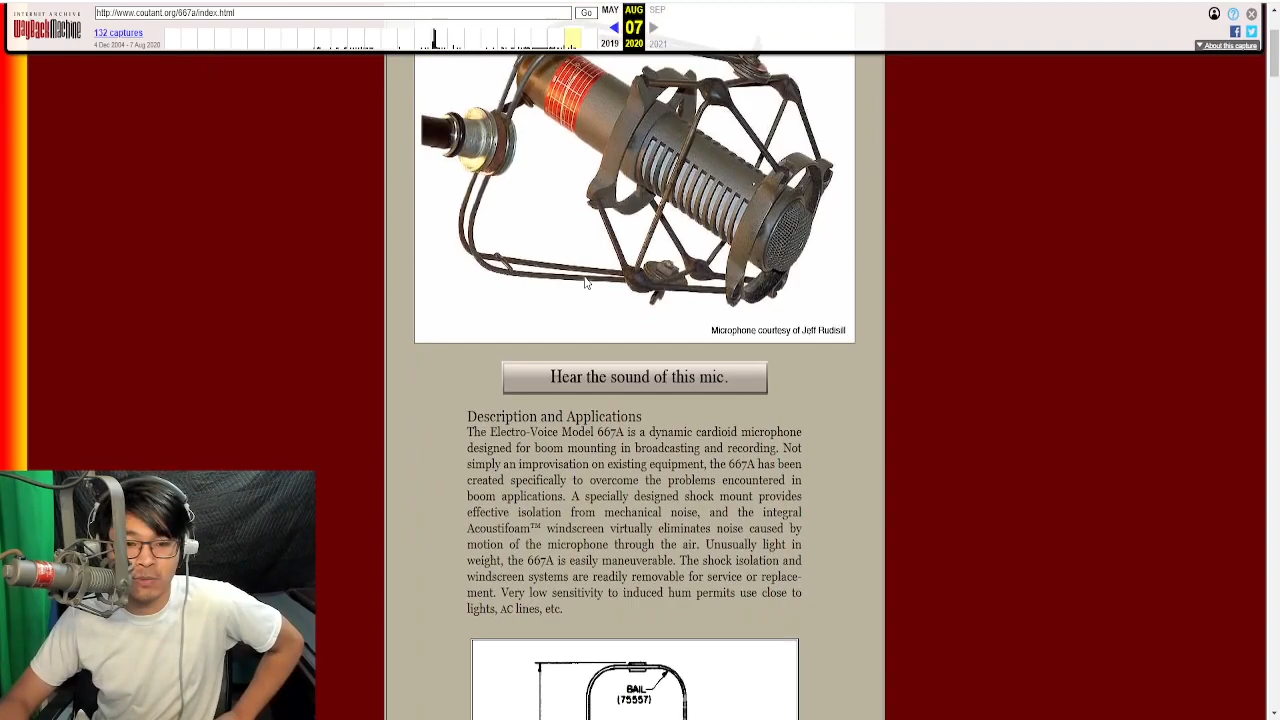 INTERNET ARCHIVE
WayBackMachine
http://www.coutant.org/667a/index.html
Go
MAY
AUG
SEP
132 captures
07
4 Dec 2004 - 7 Aug 2020
2019
2020
2021
About this capture
Microphone courtesy of Jeff Rudisill
Hear the sound of this mic.
Description and Applications
The Electro-Voice Model 667A is a dynamic cardioid microphone
designed for boom mounting in broadcasting and recording. Not
simply an improvisation on existing equipment, the 667A has been
created specifically to overcome the problems encountered in
boom applications. A specially designed shock mount provides
effective isolation from mechanical noise, and the integral
Acoustifoam™ windscreen virtually eliminates noise caused by
motion of the microphone through the air. Unusually light in
weight, the 667A is easily maneuverable. The shock isolation and
windscreen systems are readily removable for service or replace-
ment. Very low sensitivity to induced hum permits use close to
lights, AC lines, etc.
BAIL
(75557)